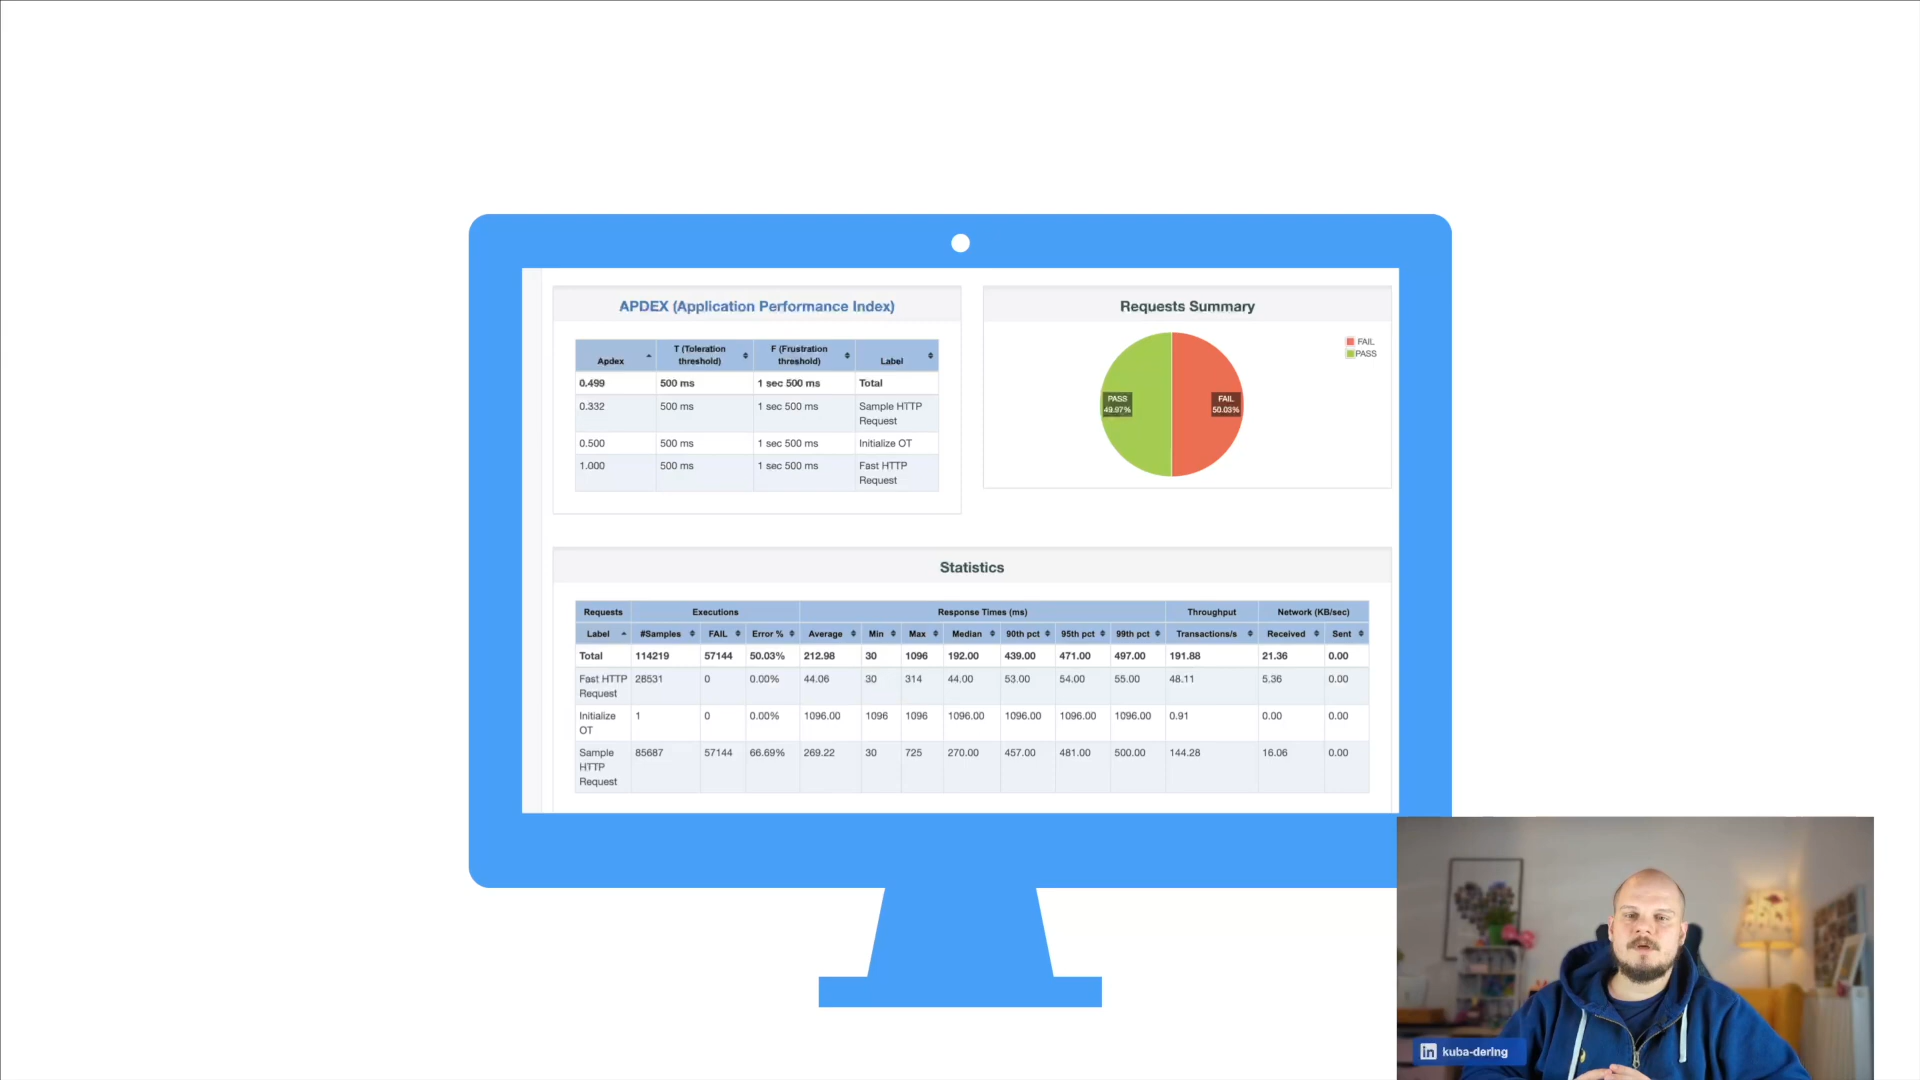 APDEX (Application Performance Index)
Apdex T (Toleration threshold) F (Frustration threshold) Label
0.499 500 ms 1 sec 500 ms Total
0.332 500 ms 1 sec 500 ms Sample HTTP Request
0.500 500 ms 1 sec 500 ms Initialize OT
1.000 500 ms 1 sec 500 ms Fast HTTP Request
Requests Summary
FAIL
PASS
PASS
49.97%
FAIL
50.03%
Statistics
Requests Executions Response Times (ms) Throughput Network (KB/sec)
Label #Samples FAIL Error % Average Min Max Median 90th pct 95th pct 99th pct Transactions/s Received Sent
Total 114219 57144 50.03% 212.98 30 1096 192.00 439.00 471.00 497.00 191.88 21.36 0.00
Fast HTTP Request 28531 0 0.00% 44.06 30 314 44.00 53.00 54.00 55.00 48.11 5.36 0.00
Initialize OT 1 0 0.00% 1096.00 1096 1096 1096.00 1096.00 1096.00 1096.00 0.91 0.00 0.00
Sample HTTP Request 85687 57144 66.69% 269.22 30 725 270.00 457.00 481.00 500.00 144.28 16.06 0.00
in kuba-dering